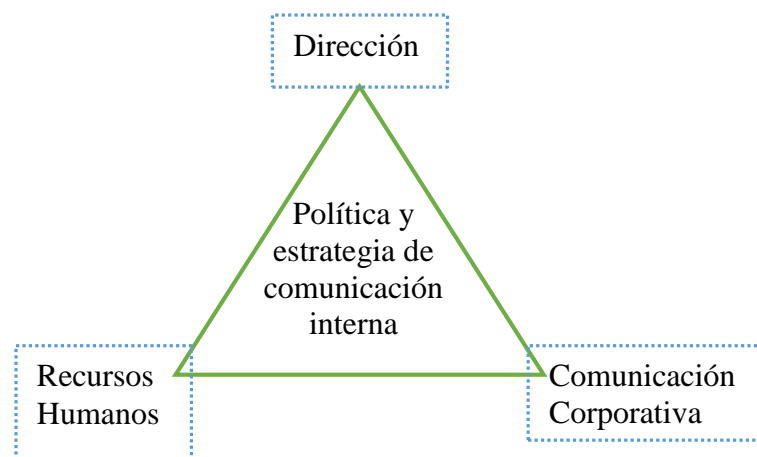 Dirección
Política y
estrategia de
comunicación
interna
Recursos
Humanos
Comunicación
Corporativa